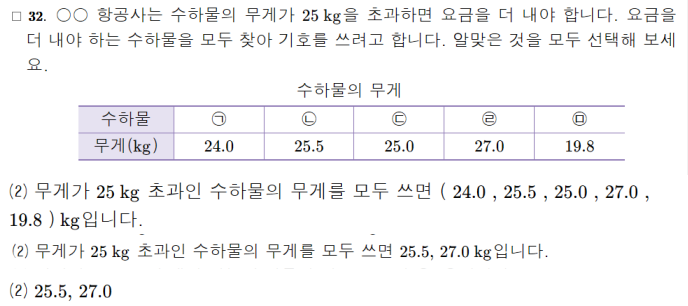 □ 32. ○○ 항공사는 수하물의 무게가 25 kg을 초과하면 요금을 더 내야 합니다. 요금을
더 내야 하는 수하물을 모두 찾아 기호를 쓰려고 합니다. 알맞은 것을 모두 선택해 보세
요.
수하물의 무게
수하물 ㉠ ㉡ ㉢ ㉣ ㉤
무게(kg) 24.0 25.5 25.0 27.0 19.8
(2) 무게가 25 kg 초과인 수하물의 무게를 모두 쓰면 ( 24.0 , 25.5 , 25.0 , 27.0 ,
19.8 ) kg입니다.
(2) 무게가 25 kg 초과인 수하물의 무게를 모두 쓰면 25.5, 27.0 kg입니다.
(2) 25.5, 27.0